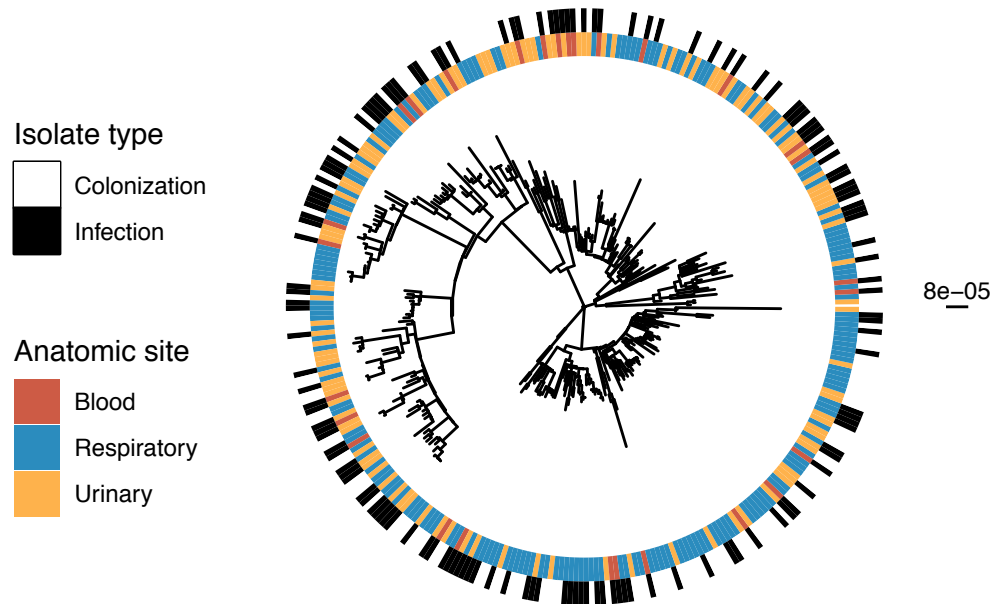 Isolate type
Colonization
Infection
8e−05
Anatomic site
Blood
Respiratory
Urinary